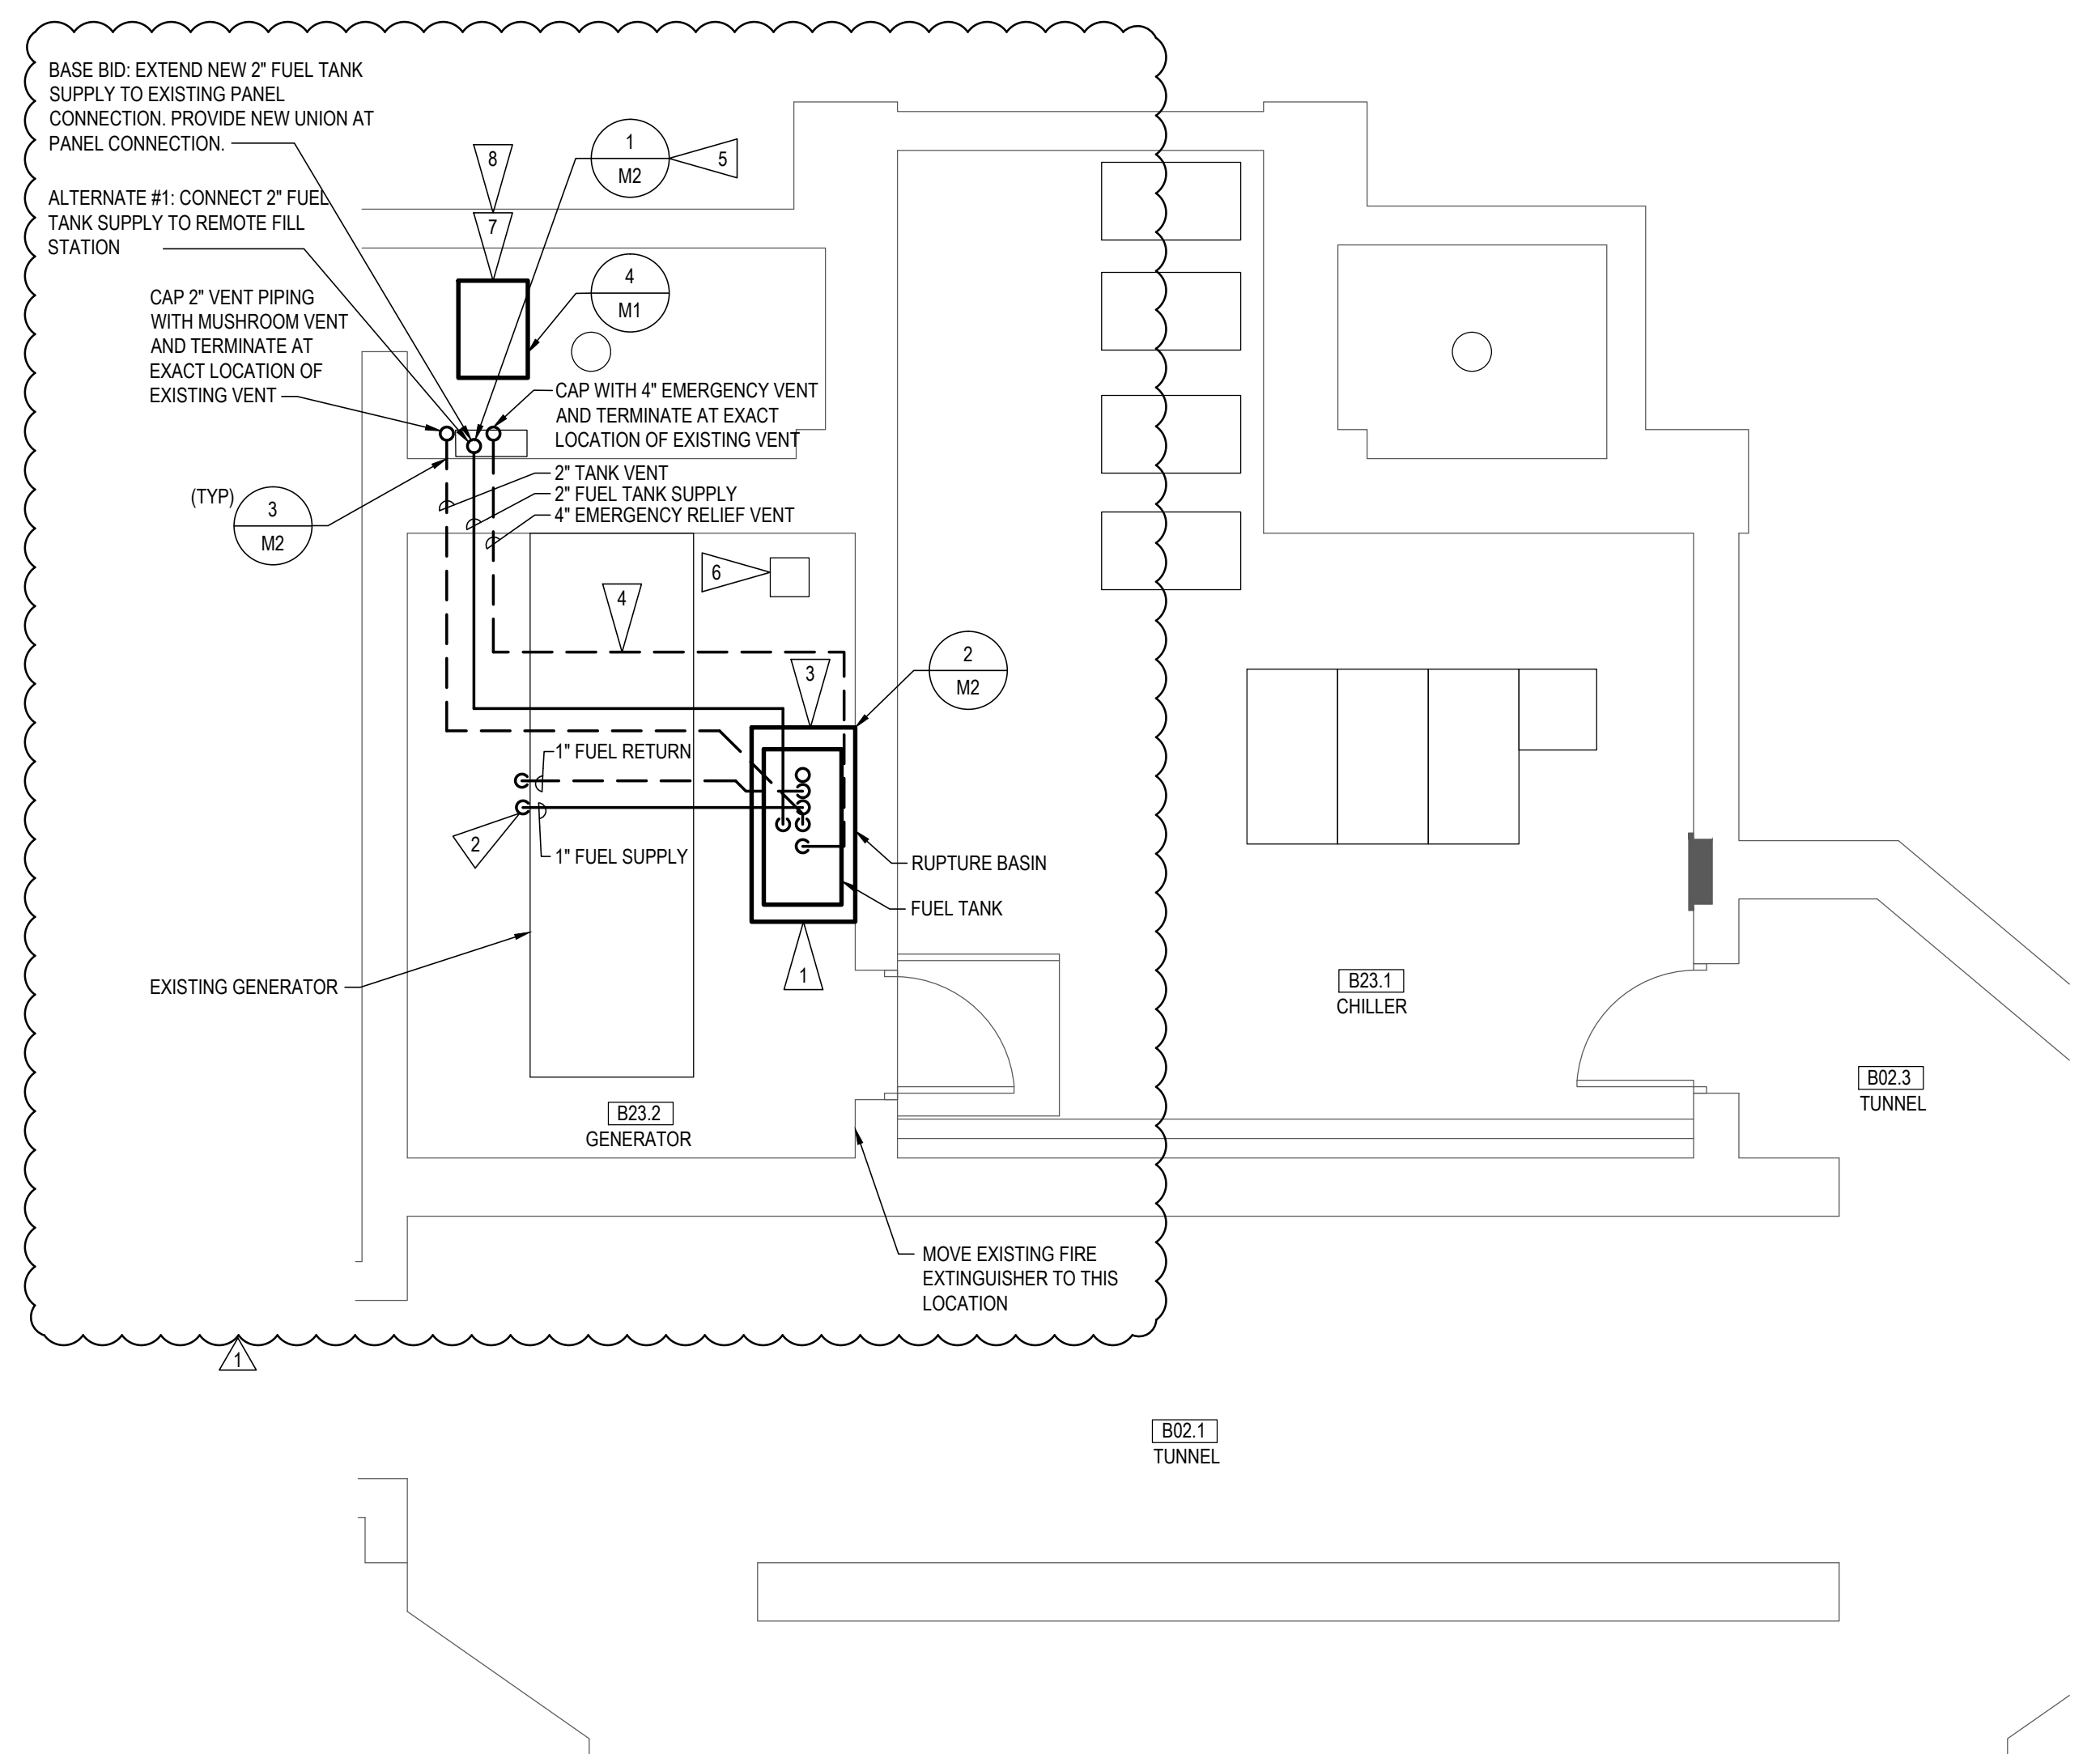 BASE BID: EXTEND NEW 2" FUEL TANK
SUPPLY TO EXISTING PANEL
CONNECTION. PROVIDE NEW UNION AT
PANEL CONNECTION.
1
M2
5
8
ALTERNATE #1: CONNECT 2" FUEL
TANK SUPPLY TO REMOTE FILL
STATION
7
4
M1
CAP 2" VENT PIPING
WITH MUSHROOM VENT
AND TERMINATE AT
EXACT LOCATION OF
EXISTING VENT
CAP WITH 4" EMERGENCY VENT
AND TERMINATE AT EXACT
LOCATION OF EXISTING VENT
2" TANK VENT
2" FUEL TANK SUPPLY
4" EMERGENCY RELIEF VENT
(TYP)
3
M2
6
4
3
2
M2
1" FUEL RETURN
2
1" FUEL SUPPLY
RUPTURE BASIN
FUEL TANK
1
EXISTING GENERATOR
B23.1
CHILLER
B02.3
TUNNEL
B23.2
GENERATOR
MOVE EXISTING FIRE
EXTINGUISHER TO THIS
LOCATION
1
B02.1
TUNNEL